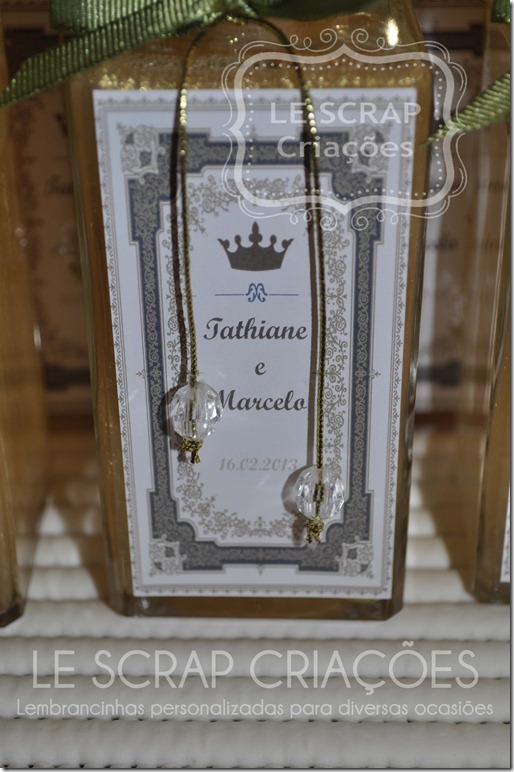 LE SCRAP
Criações
Tathiane
e
Marcelo
16.02.2013
LE SCRAP CRIAÇÕES
Lembrancinhas personalizadas para diversas ocasiões